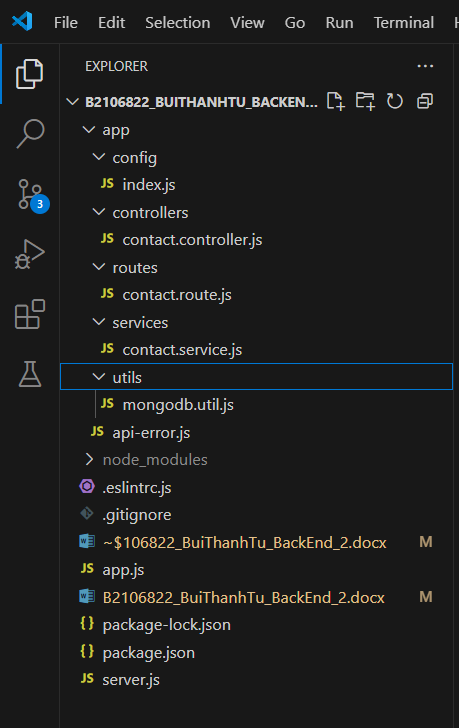 File Edit Selection View Go Run Terminal
EXPLORER
B2106822_BUITHANHTU_BACKEN...
app
config
JS index.js
controllers
JS contact.controller.js
routes
JS contact.route.js
services
JS contact.service.js
utils
JS mongodb.util.js
JS api-error.js
node_modules
.eslintrc.js
.gitignore
~$106822_BuiThanhTu_BackEnd_2.docx M
JS app.js
B2106822_BuiThanhTu_BackEnd_2.docx M
{} package-lock.json
{} package.json
JS server.js
3